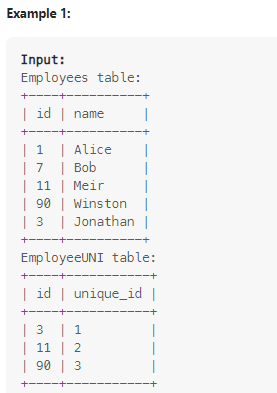 Example 1:
Input:
Employees table:
+----+----------+
| id | name     |
+----+----------+
| 1  | Alice    |
| 7  | Bob      |
| 11 | Meir     |
| 90 | Winston  |
| 3  | Jonathan |
+----+----------+
EmployeeUNI table:
+----+-----------+
| id | unique_id |
+----+-----------+
| 3  | 1         |
| 11 | 2         |
| 90 | 3         |
+----+-----------+